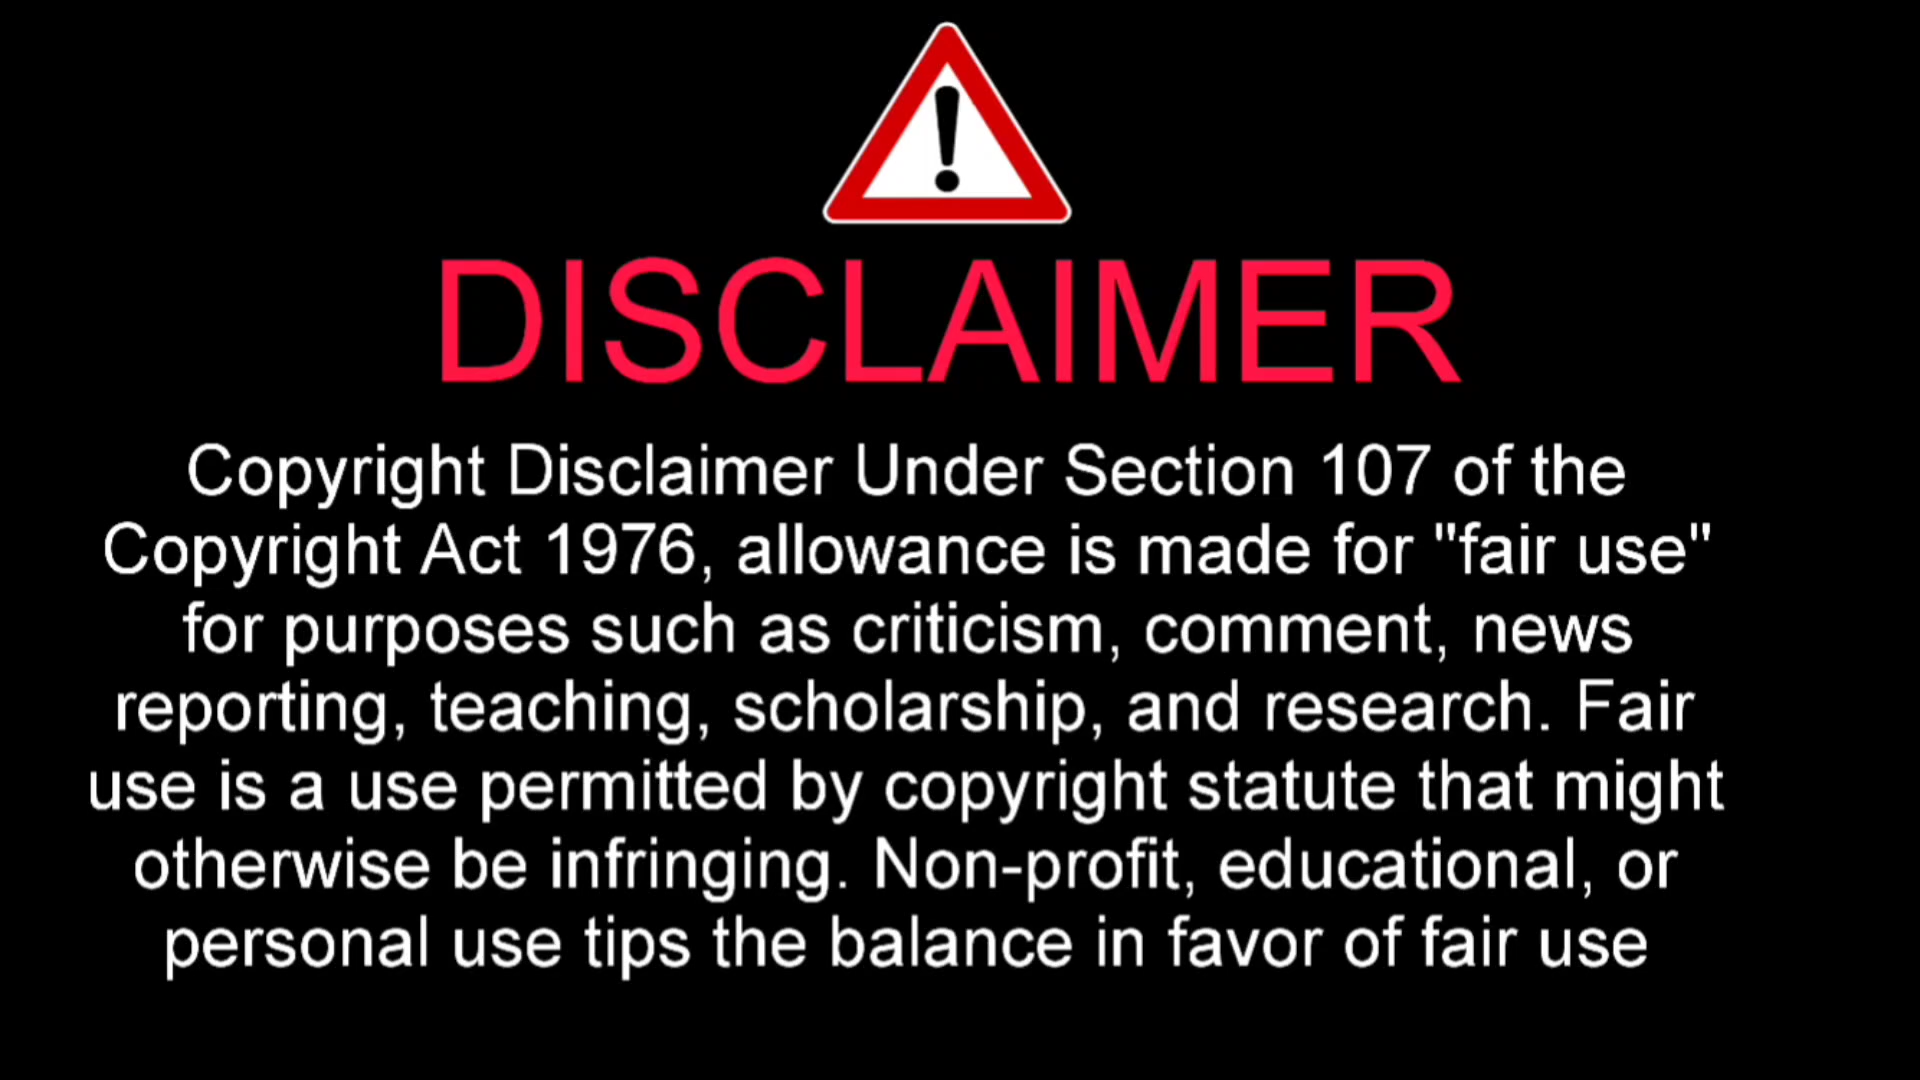 DISCLAIMER
Copyright Disclaimer Under Section 107 of the
Copyright Act 1976, allowance is made for "fair use"
for purposes such as criticism, comment, news
reporting, teaching, scholarship, and research. Fair
use is a use permitted by copyright statute that might
otherwise be infringing. Non-profit, educational, or
personal use tips the balance in favor of fair use